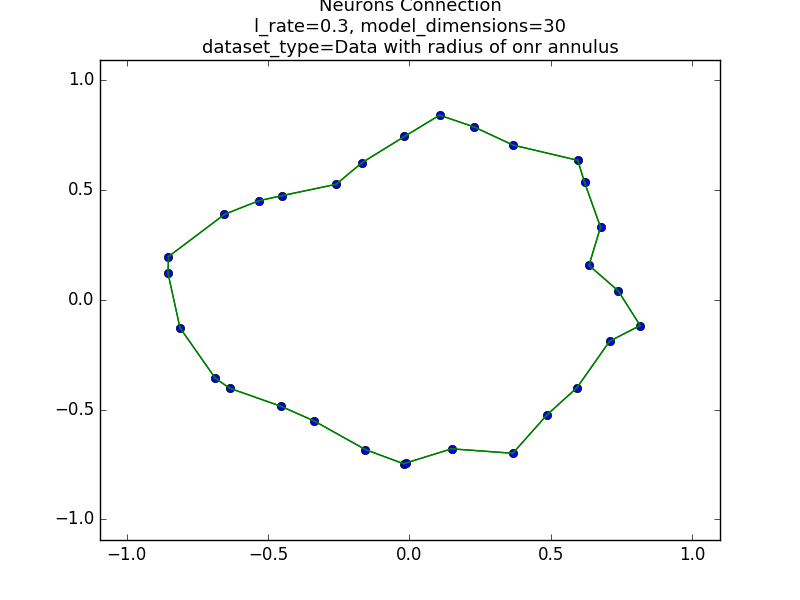 Neurons Connection
l_rate=0.3, model_dimensions=30
dataset_type=Data with radius of onr annulus
1.0
0.5
0.0
−0.5
−1.0
−1.0 −0.5 0.0 0.5 1.0